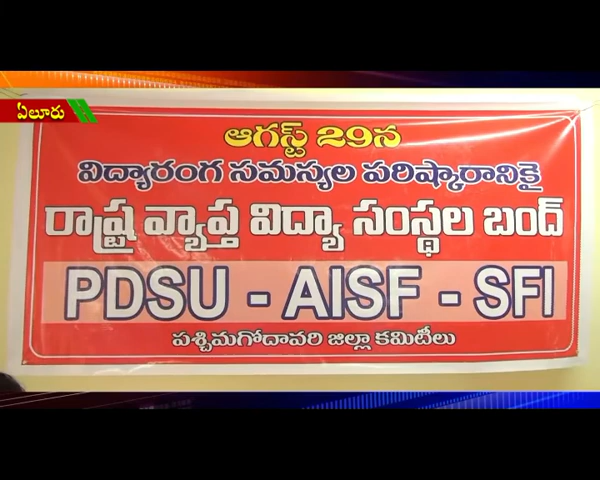 ఏలూరు
ఆగస్ట్ 29న
విద్యారంగ సమస్యల పరిష్కారానికై
రాష్ట్ర వ్యాప్త విద్యా సంస్థల బంద్
PDSU - AISF - SFI
పశ్చిమగోదావరి జిల్లా కమిటీలు